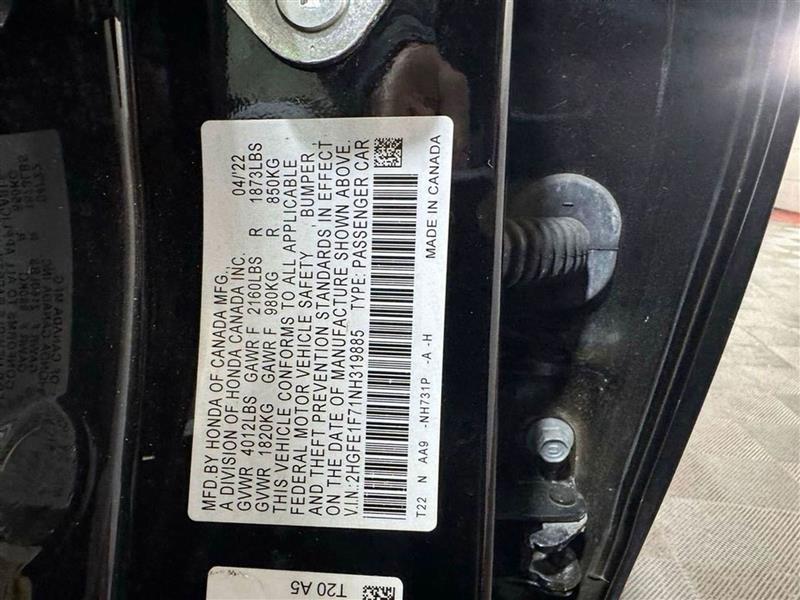 MFD.BY HONDA OF CANADA MFG., 04/'22
A DIVISION OF HONDA CANADA INC.
GVWR 4012LBS GAWR F 2160LBS R 1873LBS
GVWR 1820KG GAWR F 980KG R 850KG
THIS VEHICLE CONFORMS TO ALL APPLICABLE
FEDERAL MOTOR VEHICLE SAFETY , BUMPER ,
AND THEFT PREVENTION STANDARDS IN EFFECT
ON THE DATE OF MANUFACTURE SHOWN ABOVE.
V.I.N.:2HGFE1F71NH319885 TYPE: PASSENGER CAR
T22 N AA9 -NH731P -A -H MADE IN CANADA
T20 A5